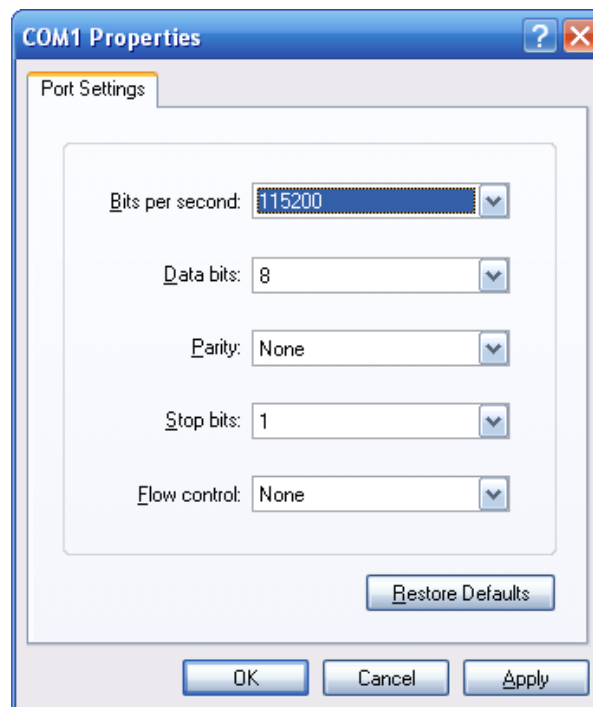 COM1 Properties
Port Settings
Bits per second: 115200
Data bits: 8
Parity: None
Stop bits: 1
Flow control: None
Restore Defaults
OK Cancel Apply